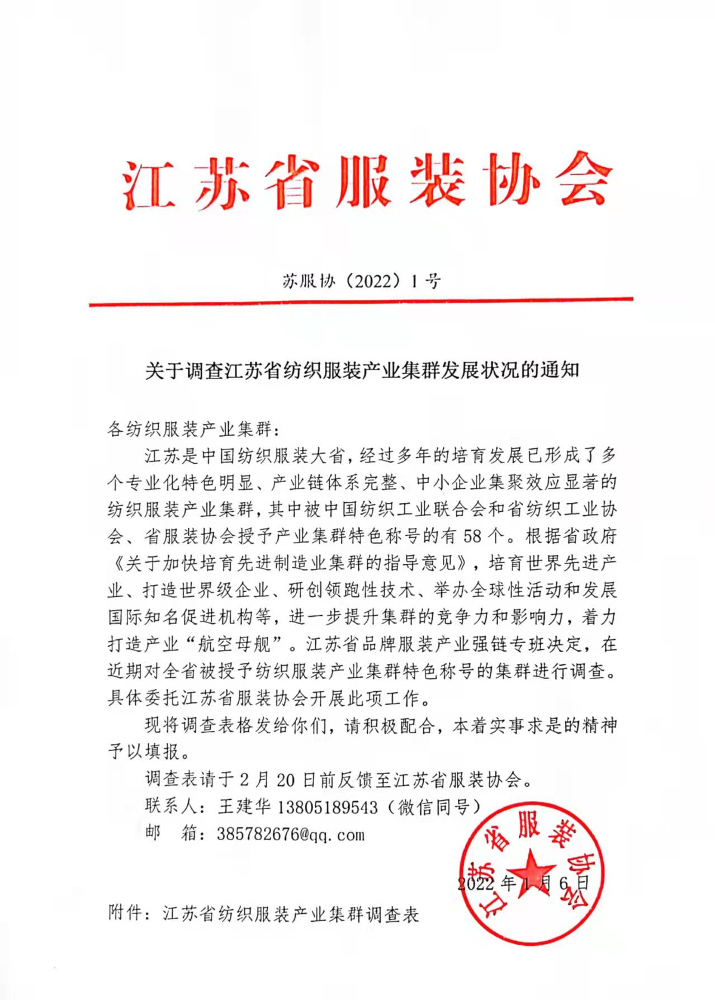 江苏省服装协会
苏服协（2022）1号
关于调查江苏省纺织服装产业集群发展状况的通知
各纺织服装产业集群：
江苏是中国纺织服装大省，经过多年的培育发展已形成了多
个专业化特色明显、产业链体系完整、中小企业集聚效应显著的
纺织服装产业集群，其中被中国纺织工业联合会和省纺织工业协
会、省服装协会授予产业集群特色称号的有58个。根据省政府
《关于加快培育先进制造业集群的指导意见》，培育世界先进产
业、打造世界级企业、研创领跑性技术、举办全球性活动和发展
国际知名促进机构等，进一步提升集群的竞争力和影响力，着力
打造产业“航空母舰”。江苏省品牌服装产业强链专班决定，在
近期对全省被授予纺织服装产业集群特色称号的集群进行调查。
具体委托江苏省服装协会开展此项工作。
现将调查表格发给你们，请积极配合，本着实事求是的精神
予以填报。
调查表请于2月20日前反馈至江苏省服装协会。
联系人：王建华13805189543（微信同号）
邮 箱：385782676@qq.com
江苏省服装协会
2022年1月6日
附件：江苏省纺织服装产业集群调查表